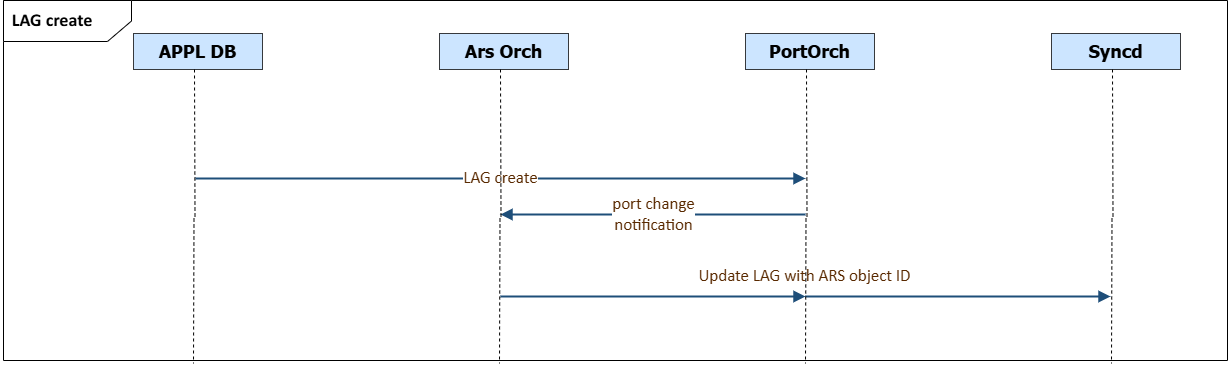 LAG create
APPL DB
Ars Orch
PortOrch
Syncd
LAG create
port change
notification
Update LAG with ARS object ID